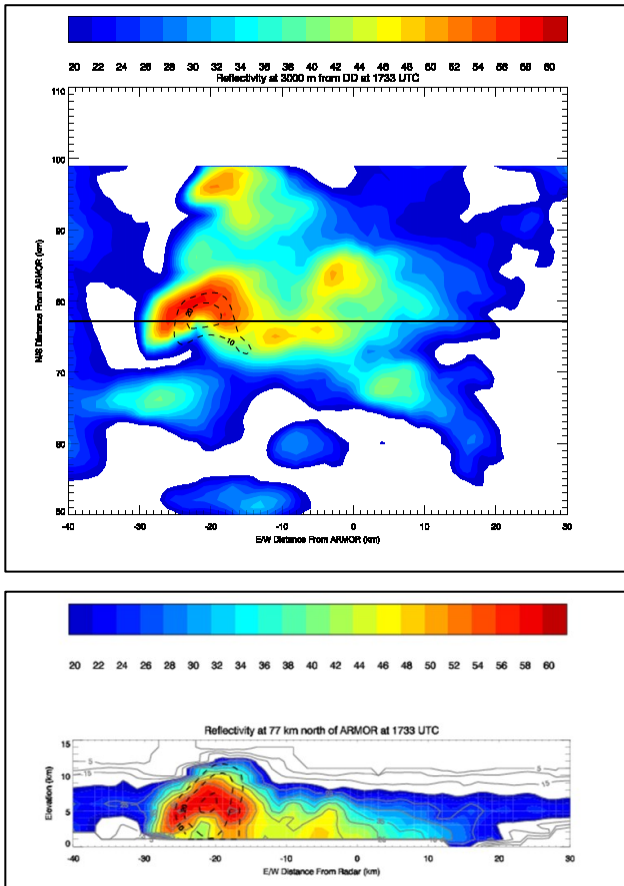 20 22 24 26 28 30 32 34 36 38 40 42 44 46 48 50 52 54 56 58 60
Reflectivity at 3000 m from DD at 1733 UTC
110
100
90
80
70
60
50
N/S Distance From ARMOR (km)
20
10
-40 -30 -20 -10 0 10 20 30
E/W Distance From ARMOR (km)
20 22 24 26 28 30 32 34 36 38 40 42 44 46 48 50 52 54 56 58 60
Reflectivity at 77 km north of ARMOR at 1733 UTC
15
10
5
0
Elevation (km)
5
15
5
15
-40 -30 -20 -10 0 10 20 30
E/W Distance From Radar (km)